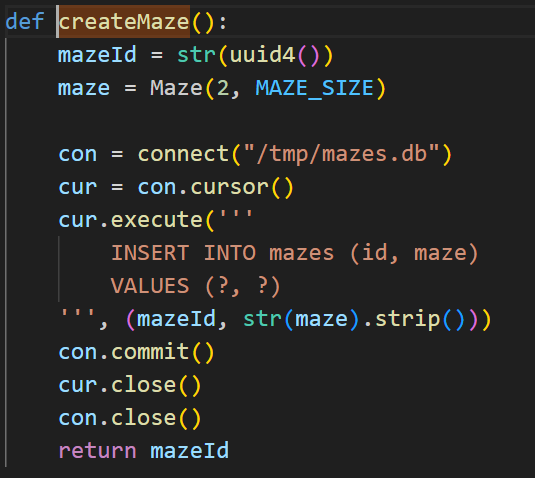 def createMaze():
    mazeId = str(uuid4())
    maze = Maze(2, MAZE_SIZE)

    con = connect("/tmp/mazes.db")
    cur = con.cursor()
    cur.execute('''
        INSERT INTO mazes (id, maze)
        VALUES (?, ?)
    ''', (mazeId, str(maze).strip()))
    con.commit()
    cur.close()
    con.close()
    return mazeId